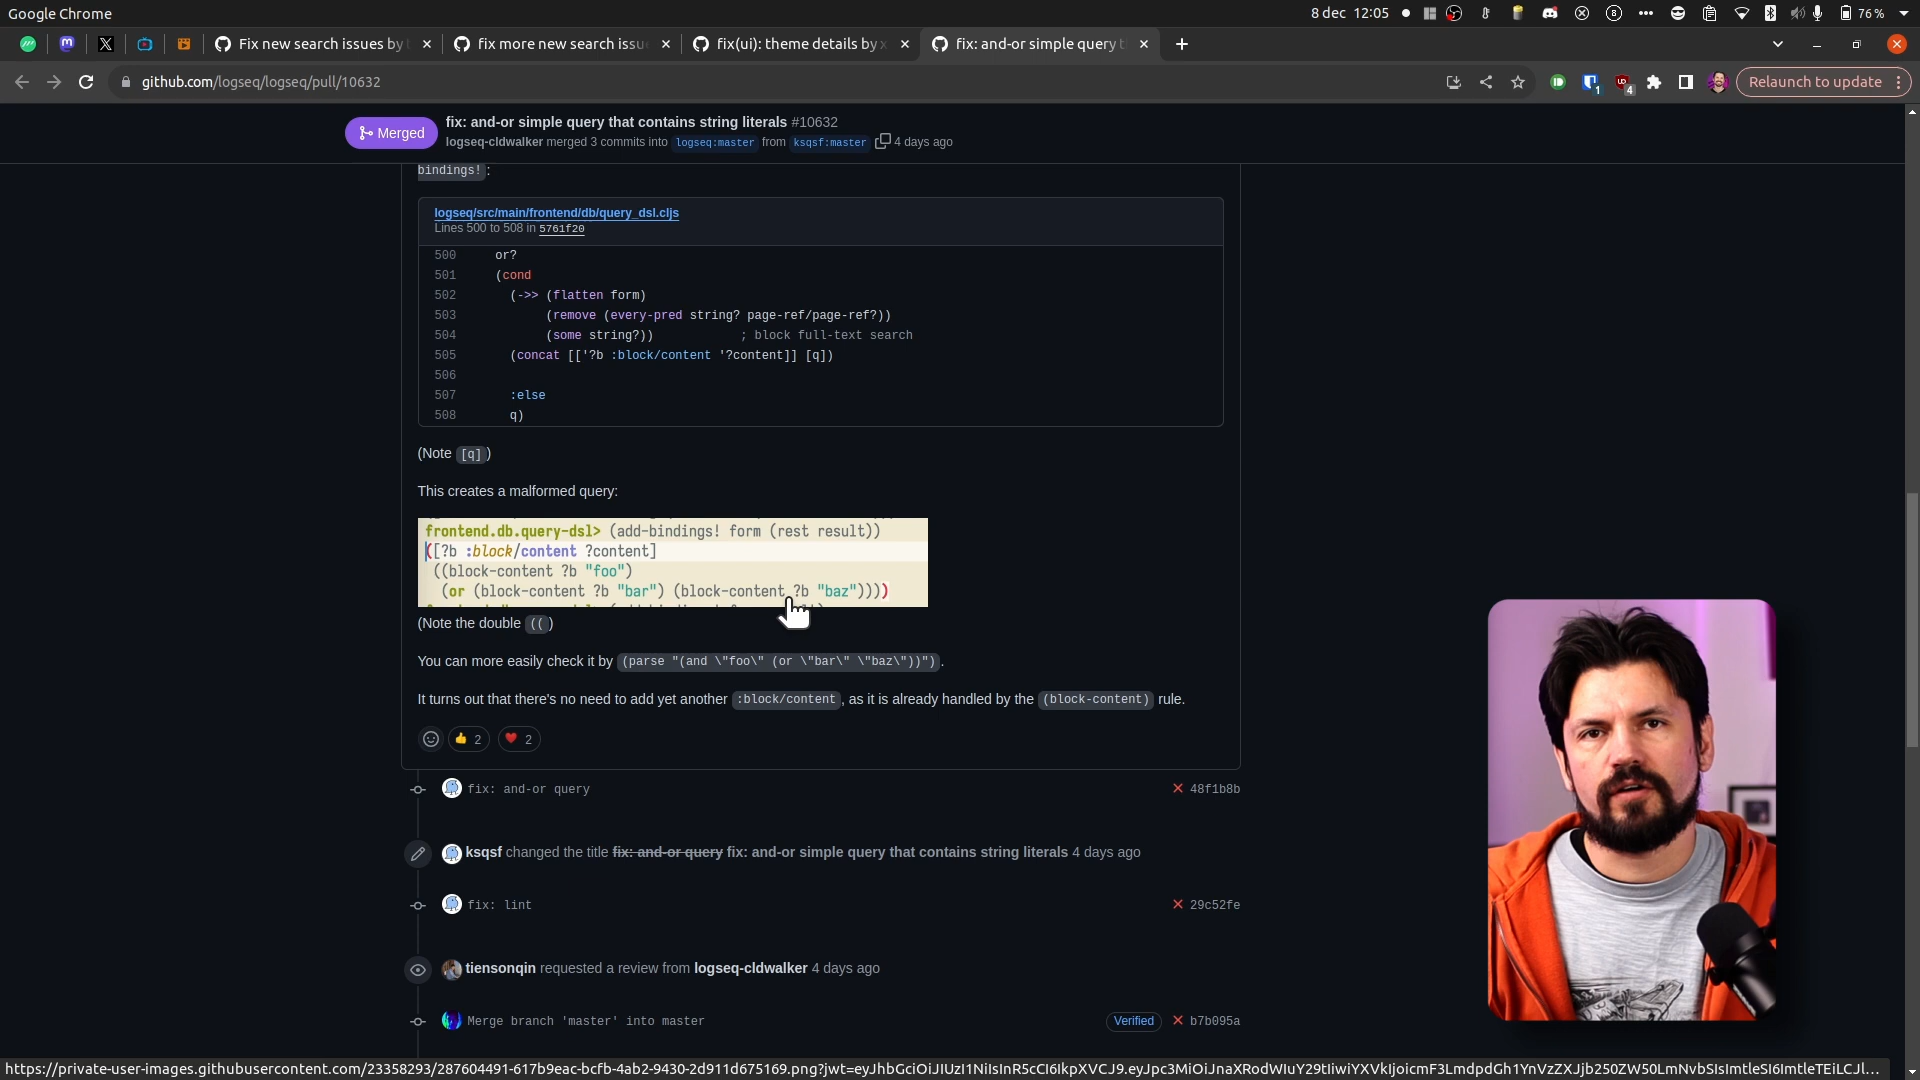 Google Chrome
8 dec 12:05
76 %
Fix new search issues by
fix more new search issu
fix(ui): theme details by x
fix: and-or simple query t
github.com/logseq/logseq/pull/10632
1
4
Relaunch to update
Merged
fix: and-or simple query that contains string literals #10632
logseq-cldwalker merged 3 commits into logseq:master from ksqsf:master 4 days ago
bindings! :
logseq/src/main/frontend/db/query_dsl.cljs
Lines 500 to 508 in 5761f20
500 or?
501 (cond
502 (->> (flatten form)
503 (remove (every-pred string? page-ref/page-ref?))
504 (some string?)) ; block full-text search
505 (concat [['?b :block/content '?content]] [q])
506
507 :else
508 q)
(Note [q])
This creates a malformed query:
frontend.db.query-dsl> (add-bindings! form (rest result))
([?b :block/content ?content]
((block-content ?b "foo")
(or (block-content ?b "bar") (block-content ?b "baz"))))
(Note the double (( )
You can more easily check it by (parse "(and \"foo\" (or \"bar\" \"baz\"))") .
It turns out that there's no need to add yet another :block/content , as it is already handled by the (block-content) rule.
2 2
fix: and-or query 48f1b8b
ksqsf changed the title fix: and-or query fix: and-or simple query that contains string literals 4 days ago
fix: lint 29c52fe
tiensonqin requested a review from logseq-cldwalker 4 days ago
Merge branch 'master' into master Verified b7b095a